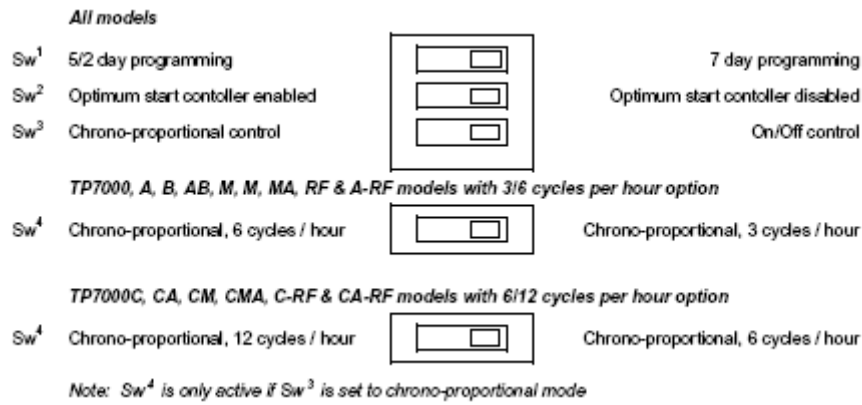 All models
Sw1 5/2 day programming 7 day programming
Sw2 Optimum start contoller enabled Optimum start contoller disabled
Sw3 Chrono-proportional control On/Off control
TP7000, A, B, AB, M, M, MA, RF & A-RF models with 3/6 cycles per hour option
Sw4 Chrono-proportional, 6 cycles / hour Chrono-proportional, 3 cycles / hour
TP7000C, CA, CM, CMA, C-RF & CA-RF models with 6/12 cycles per hour option
Sw4 Chrono-proportional, 12 cycles / hour Chrono-proportional, 6 cycles / hour
Note: Sw4 is only active if Sw3 is set to chrono-proportional mode